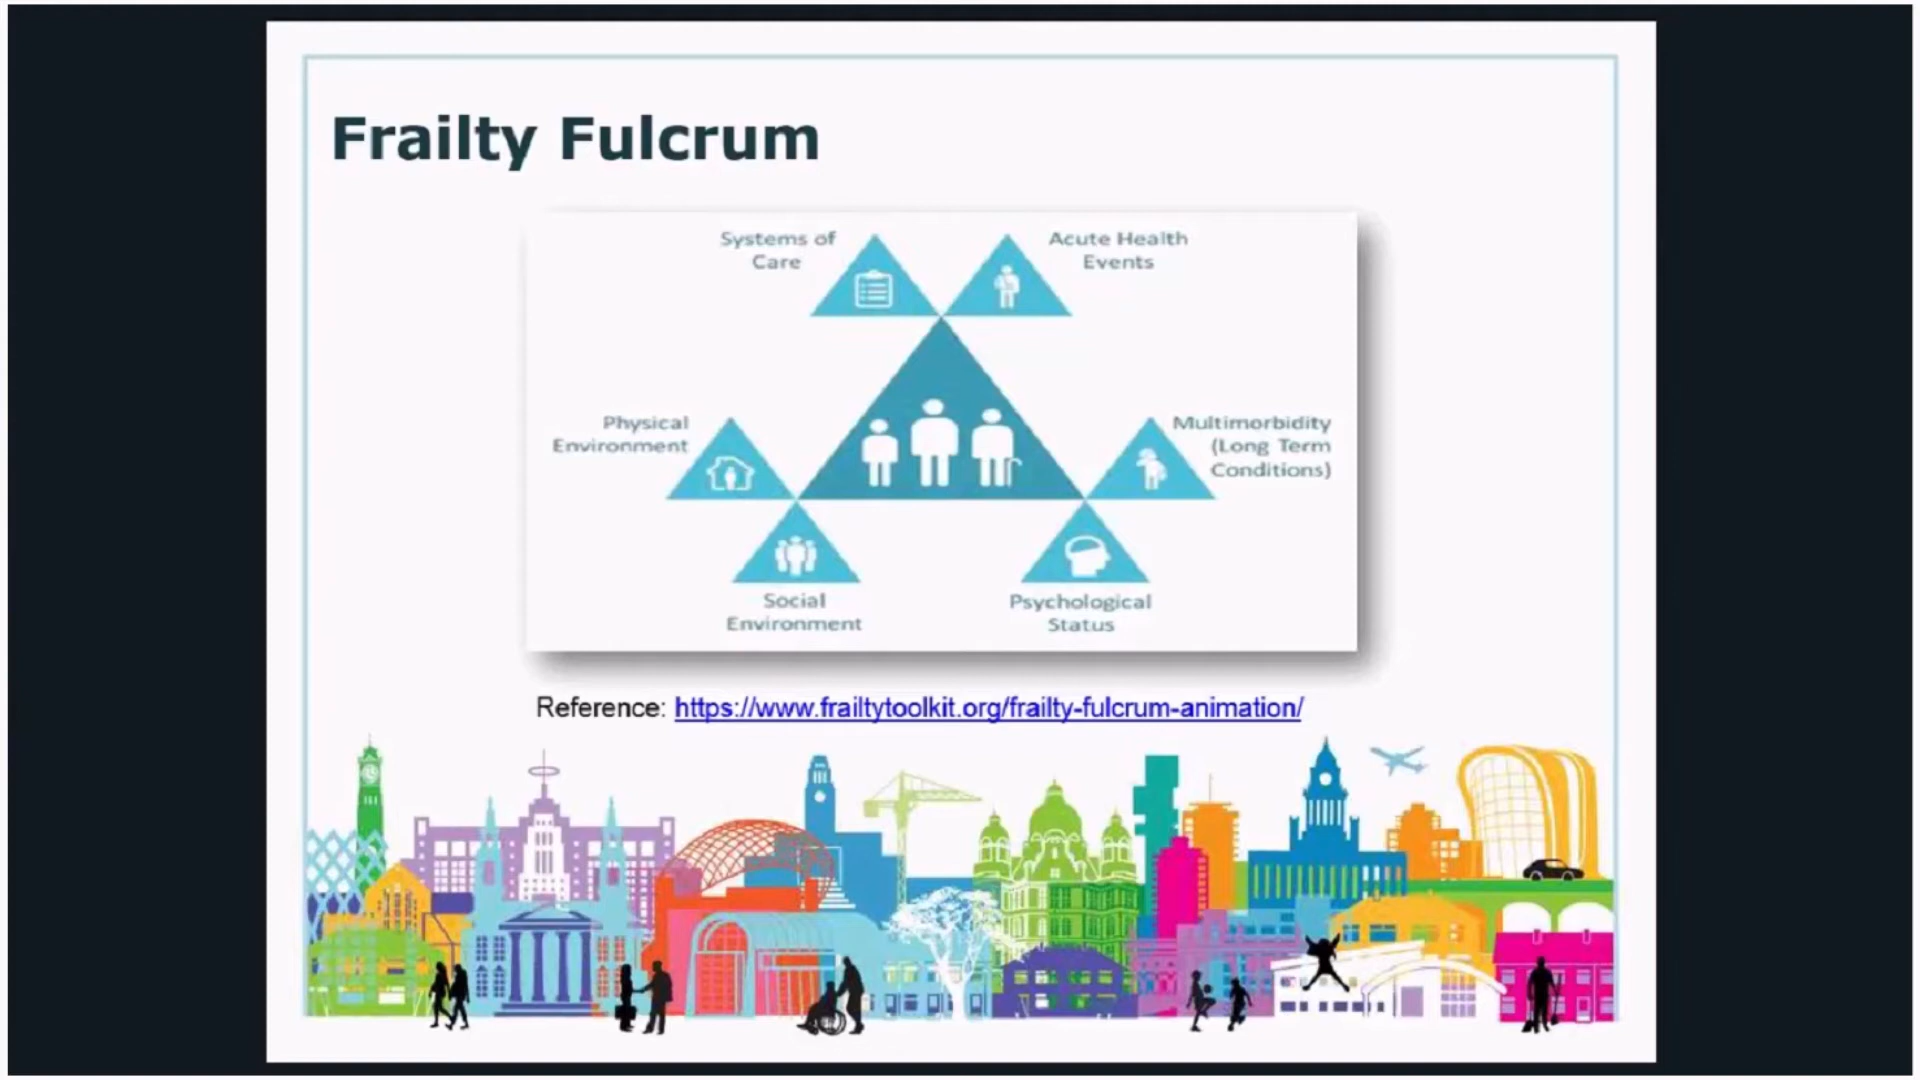 Frailty Fulcrum
Systems of
Care
Acute Health
Events
Physical
Environment
Multimorbidity
(Long Term
Conditions)
Social
Environment
Psychological
Status
Reference: https://www.frailtytoolkit.org/frailty-fulcrum-animation/